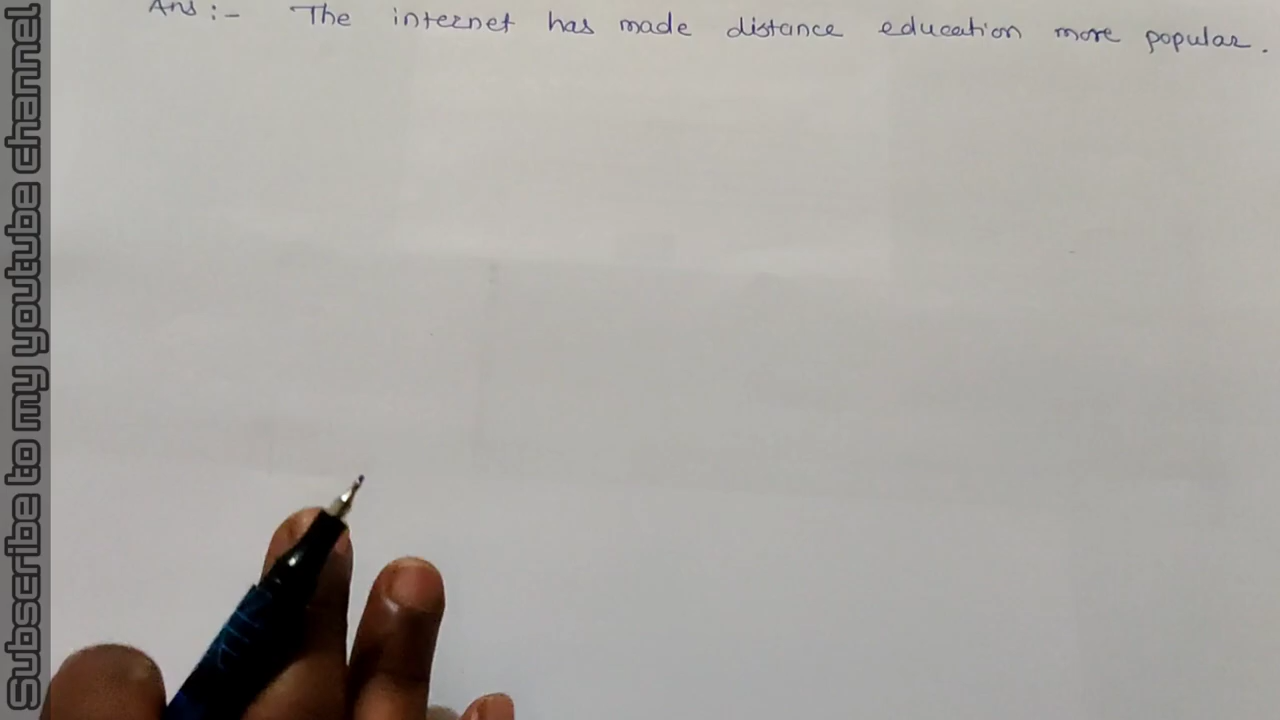 Ans :- The internet has made distance education more popular.
Subscribe to my youtube channel